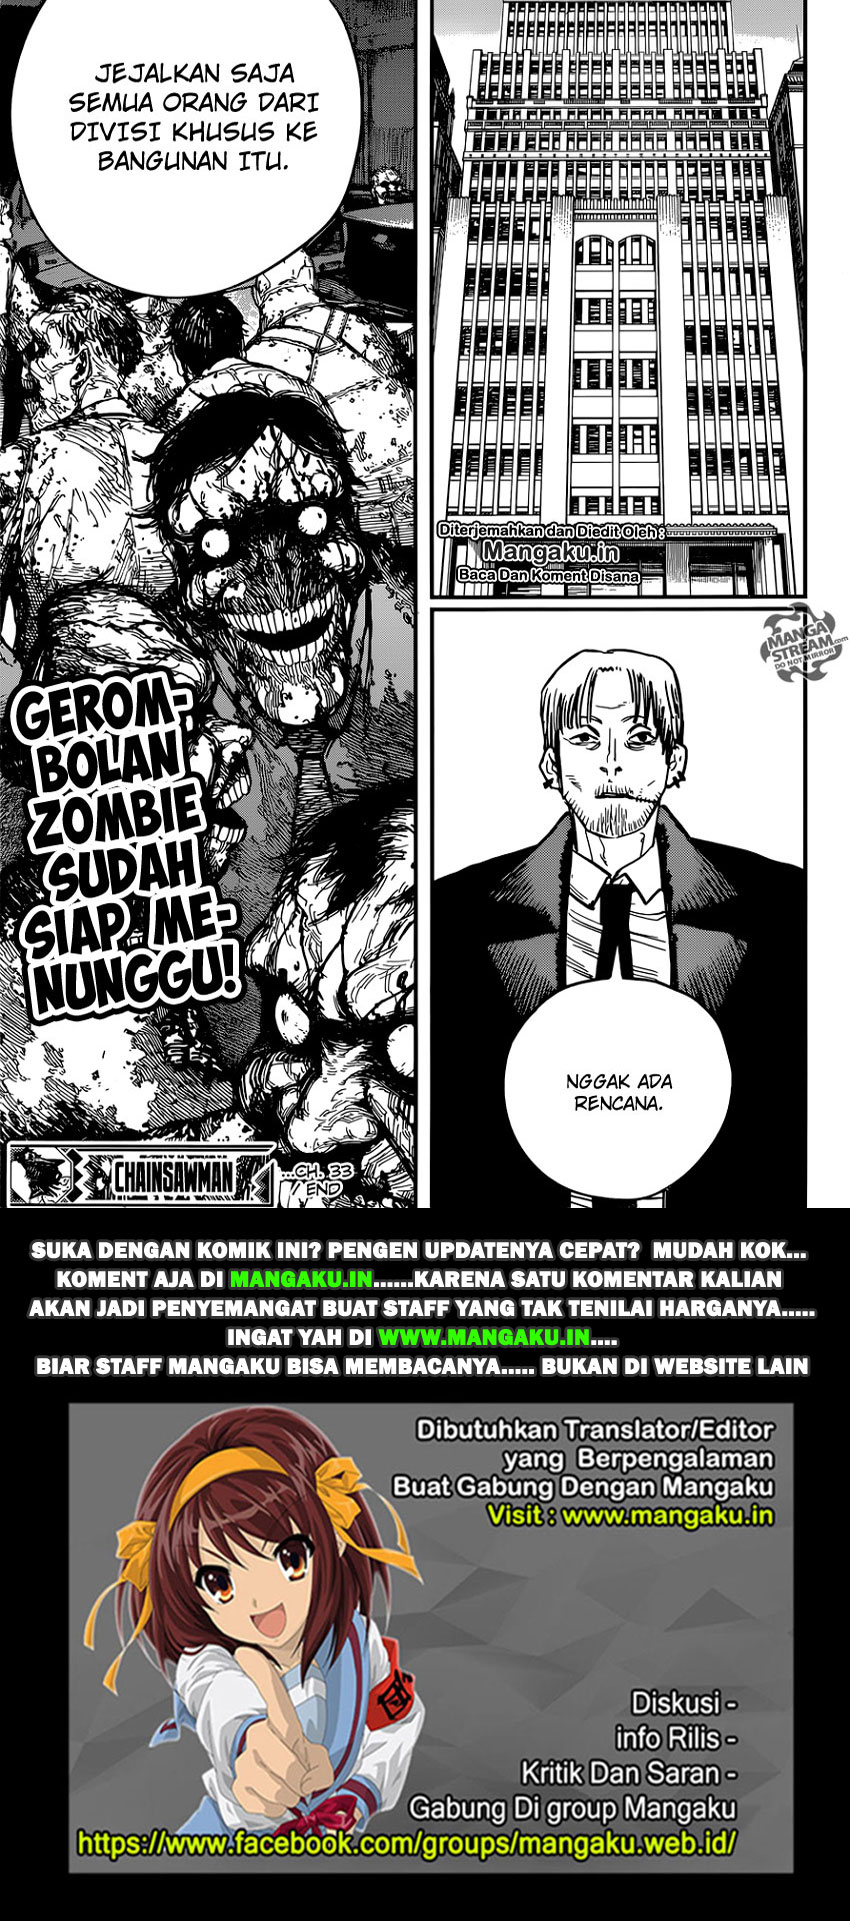 Diterjemahkan dan Diedit Oleh :
Mangaku.in
Baca Dan Koment Disana
MANGA
STREAM.com
DO NOT MIRROR
NGGAK ADA
RENCANA.
JEJALKAN SAJA
SEMUA ORANG DARI
DIVISI KHUSUS KE
BANGUNAN ITU.
GEROM-
BOLAN
ZOMBIE
SUDAH
SIAP ME-
NUNGGU!
CHAINSAWMAN
...CH. 33
/ END
SUKA DENGAN KOMIK INI? PENGEN UPDATENYA CEPAT? MUDAH KOK...
KOMENT AJA DI MANGAKU.IN......KARENA SATU KOMENTAR KALIAN
AKAN JADI PENYEMANGAT BUAT STAFF YANG TAK TENILAI HARGANYA.....
INGAT YAH DI WWW.MANGAKU.IN....
BIAR STAFF MANGAKU BISA MEMBACANYA..... BUKAN DI WEBSITE LAIN
Dibutuhkan Translator/Editor
yang Berpengalaman
Buat Gabung Dengan Mangaku
Visit : www.mangaku.in
Diskusi -
info Rilis -
Kritik Dan Saran -
Gabung Di group Mangaku
https://www.facebook.com/groups/mangaku.web.id/